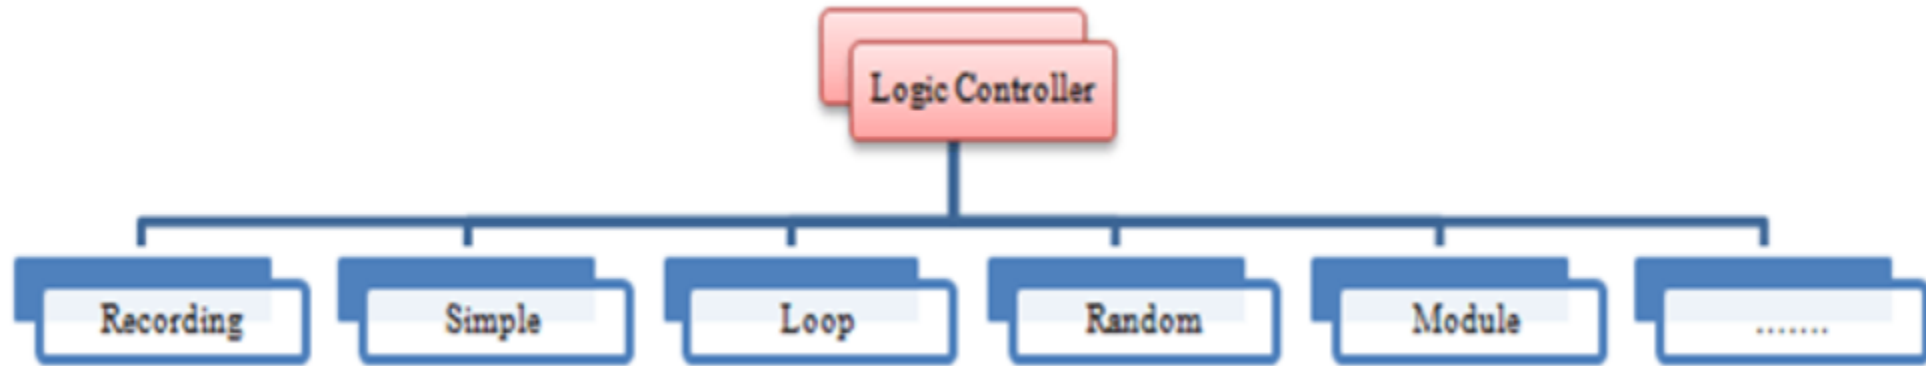 Logic Controller
Recording
Simple
Loop
Random
Module
.......